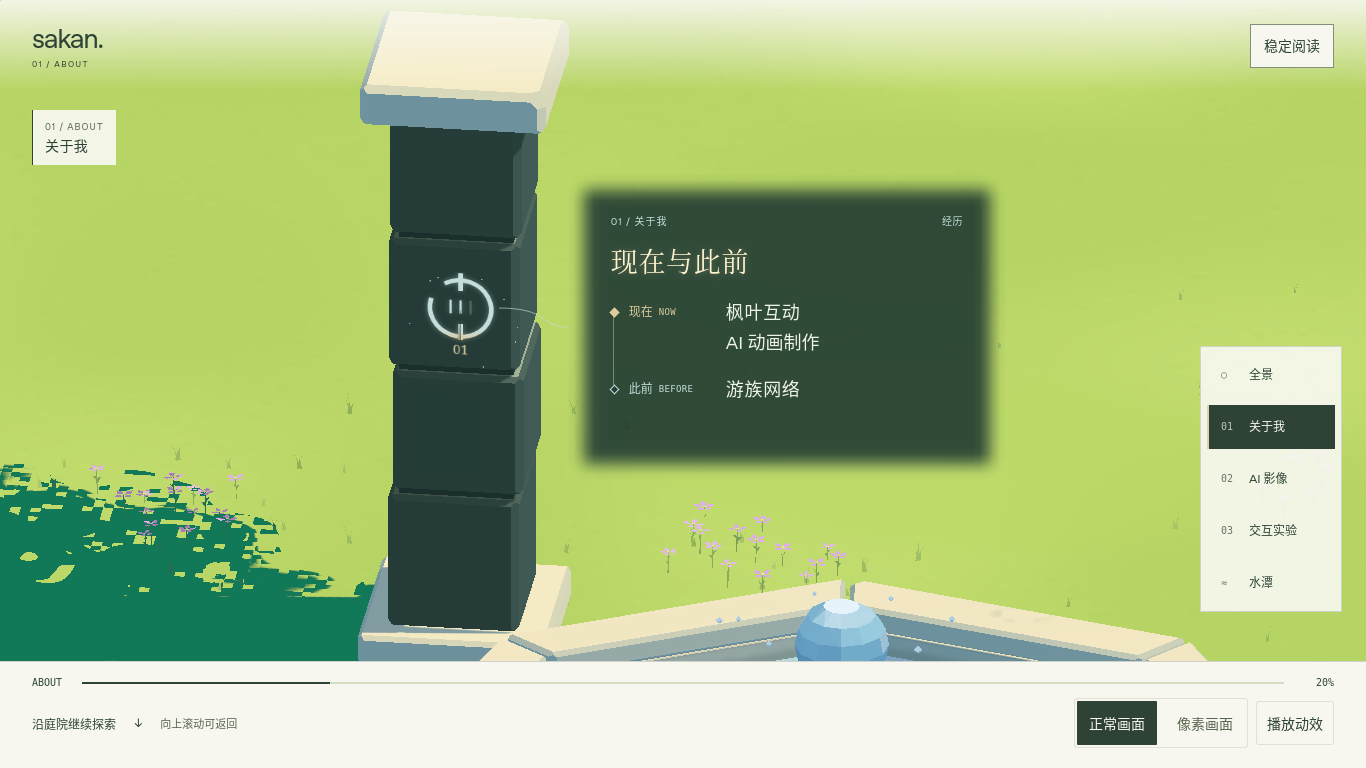 sakan.
01 / ABOUT
稳定阅读
01 / ABOUT
关于我
01 / 关于我
经历
现在与此前
现在 NOW
枫叶互动
AI 动画制作
此前 BEFORE
游族网络
01
全景
01 关于我
02 AI 影像
03 交互实验
≈ 水潭
ABOUT
20%
沿庭院继续探索 ↓ 向上滚动可返回
正常画面
像素画面
播放动效